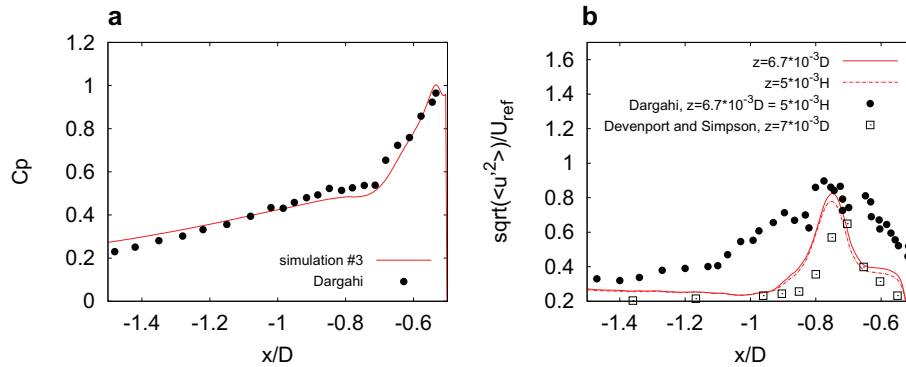 a
Cp
1.2
1
0.8
0.6
0.4
0.2
0
simulation #3
Dargahi
-1.4
-1.2
-1
-0.8
-0.6
x/D
b
sqrt(<u'²>)/U_ref
1.6
1.4
1.2
1
0.8
0.6
0.4
0.2
z=6.7*10⁻³D
z=5*10⁻³H
Dargahi, z=6.7*10⁻³D = 5*10⁻³H
Devenport and Simpson, z=7*10⁻³D
-1.4
-1.2
-1
-0.8
-0.6
x/D